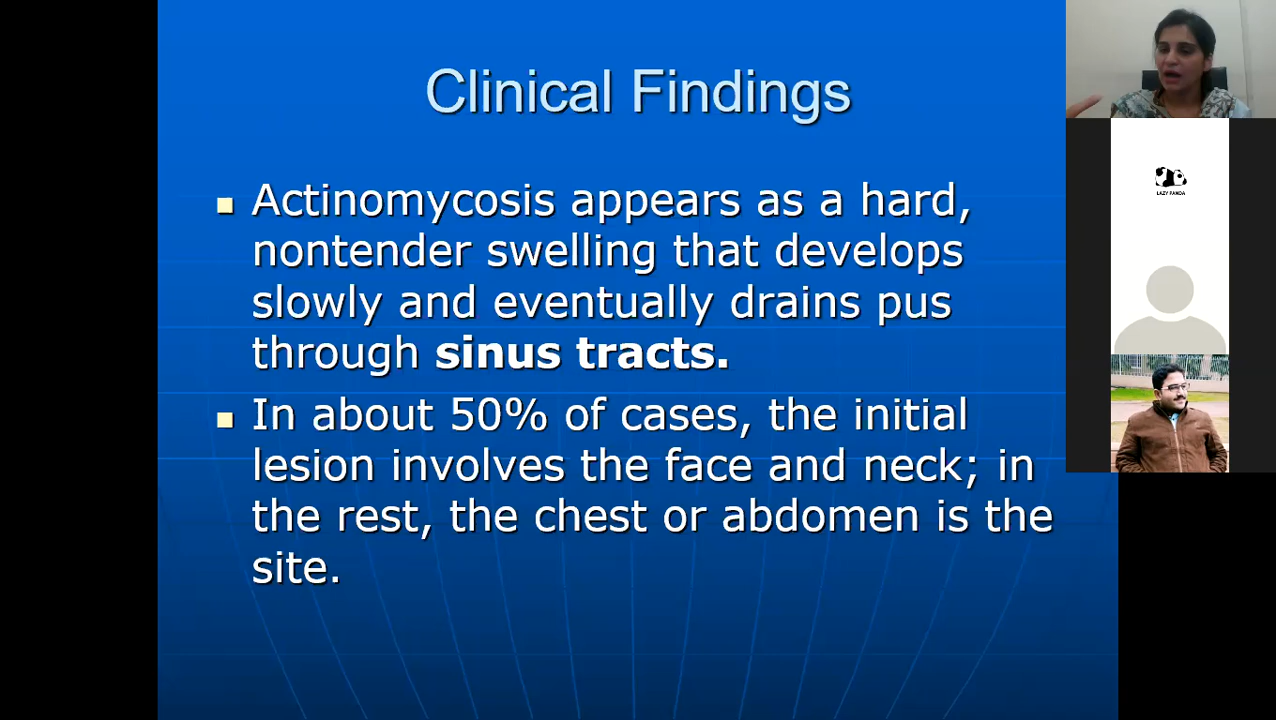 Clinical Findings
Actinomycosis appears as a hard,
nontender swelling that develops
slowly and eventually drains pus
through sinus tracts.
In about 50% of cases, the initial
lesion involves the face and neck; in
the rest, the chest or abdomen is the
site.
LAZY PANDA